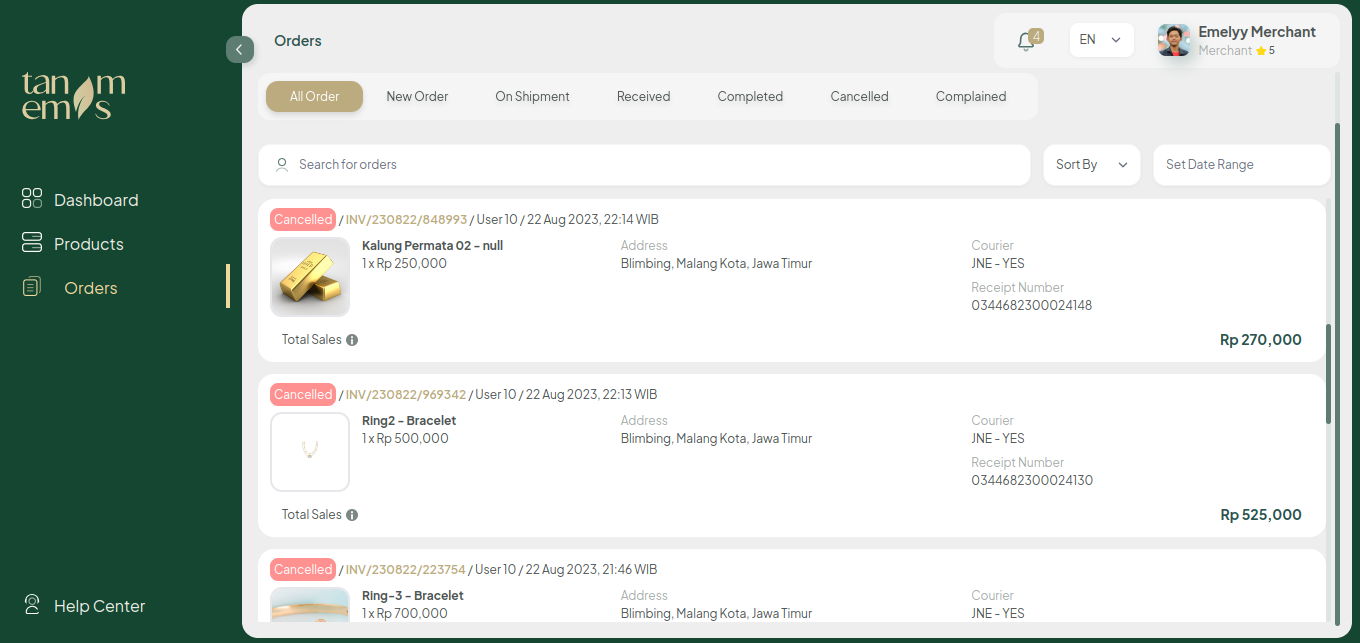 tanam
emas
Dashboard
Products
Orders
Help Center
Orders
4
EN
Emelyy Merchant
Merchant 5
All Order
New Order
On Shipment
Received
Completed
Cancelled
Complained
Search for orders
Sort By
Set Date Range
Cancelled / INV/230822/848993 / User 10 / 22 Aug 2023, 22:14 WIB
Kalung Permata 02 - null
1 x Rp 250,000
Address
Blimbing, Malang Kota, Jawa Timur
Courier
JNE - YES
Receipt Number
0344682300024148
Total Sales
Rp 270,000
Cancelled / INV/230822/969342 / User 10 / 22 Aug 2023, 22:13 WIB
Ring2 - Bracelet
1 x Rp 500,000
Address
Blimbing, Malang Kota, Jawa Timur
Courier
JNE - YES
Receipt Number
0344682300024130
Total Sales
Rp 525,000
Cancelled / INV/230822/223754 / User 10 / 22 Aug 2023, 21:46 WIB
Ring-3 - Bracelet
1 x Rp 700,000
Address
Blimbing, Malang Kota, Jawa Timur
Courier
JNE - YES